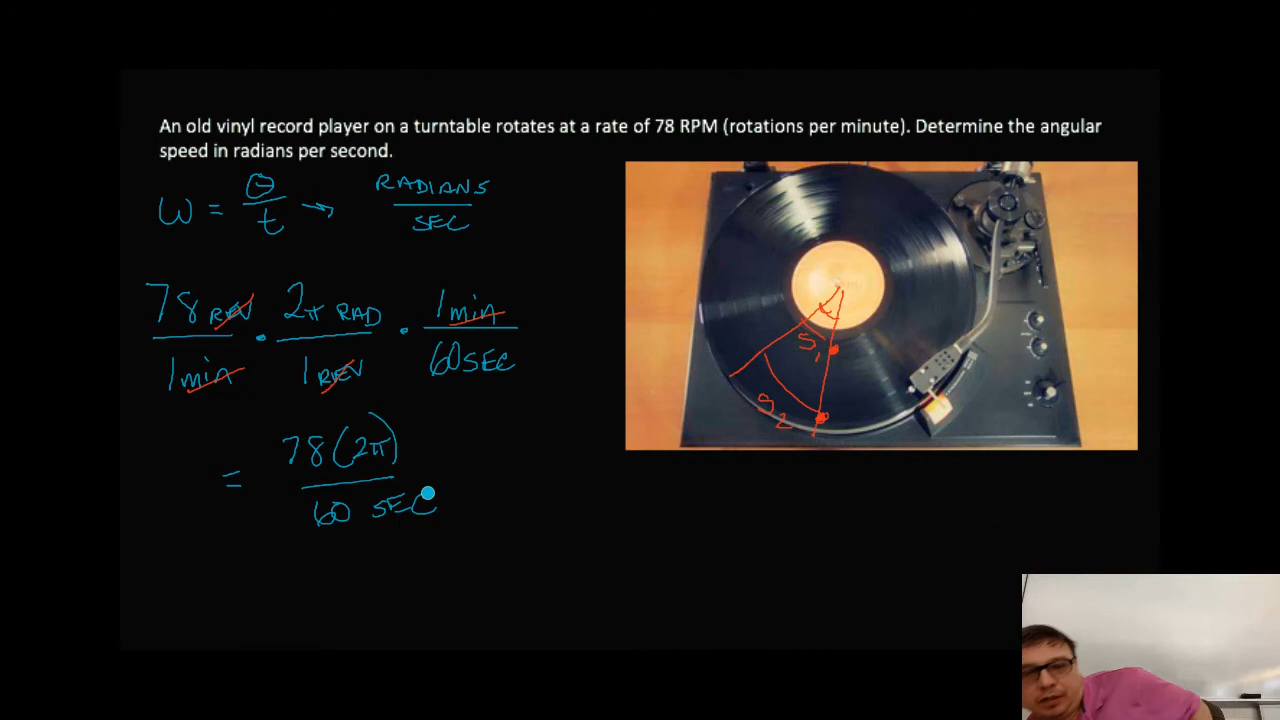 An old vinyl record player on a turntable rotates at a rate of 78 RPM (rotations per minute). Determine the angular
speed in radians per second.
ω = θ/t → RADIANS/SEC
78 REV/1 min · 2π RAD/1 REV · 1 min/60 SEC
= 78(2π)/60 SEC
S₁
S₂